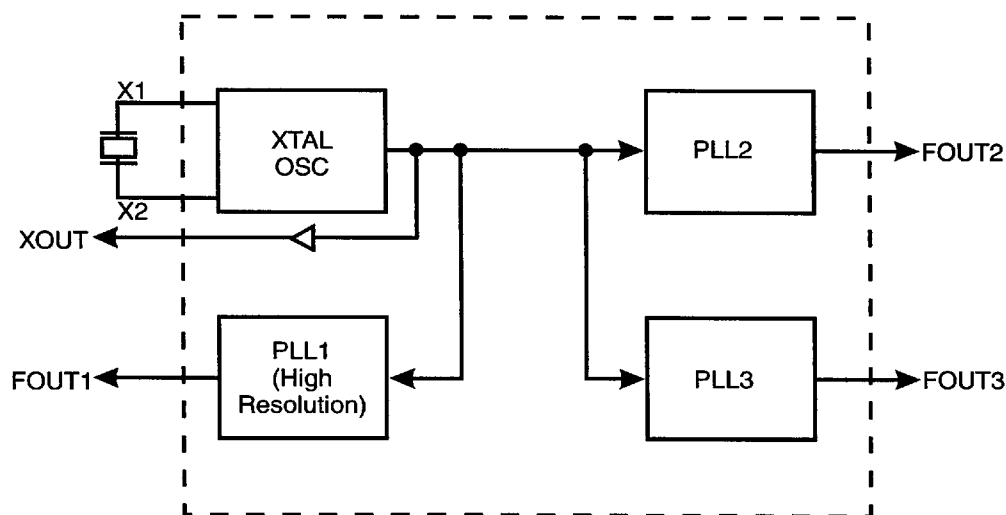 X1
XTAL
OSC
X2
XOUT
PLL2
FOUT2
PLL1
(High
Resolution)
FOUT1
PLL3
FOUT3